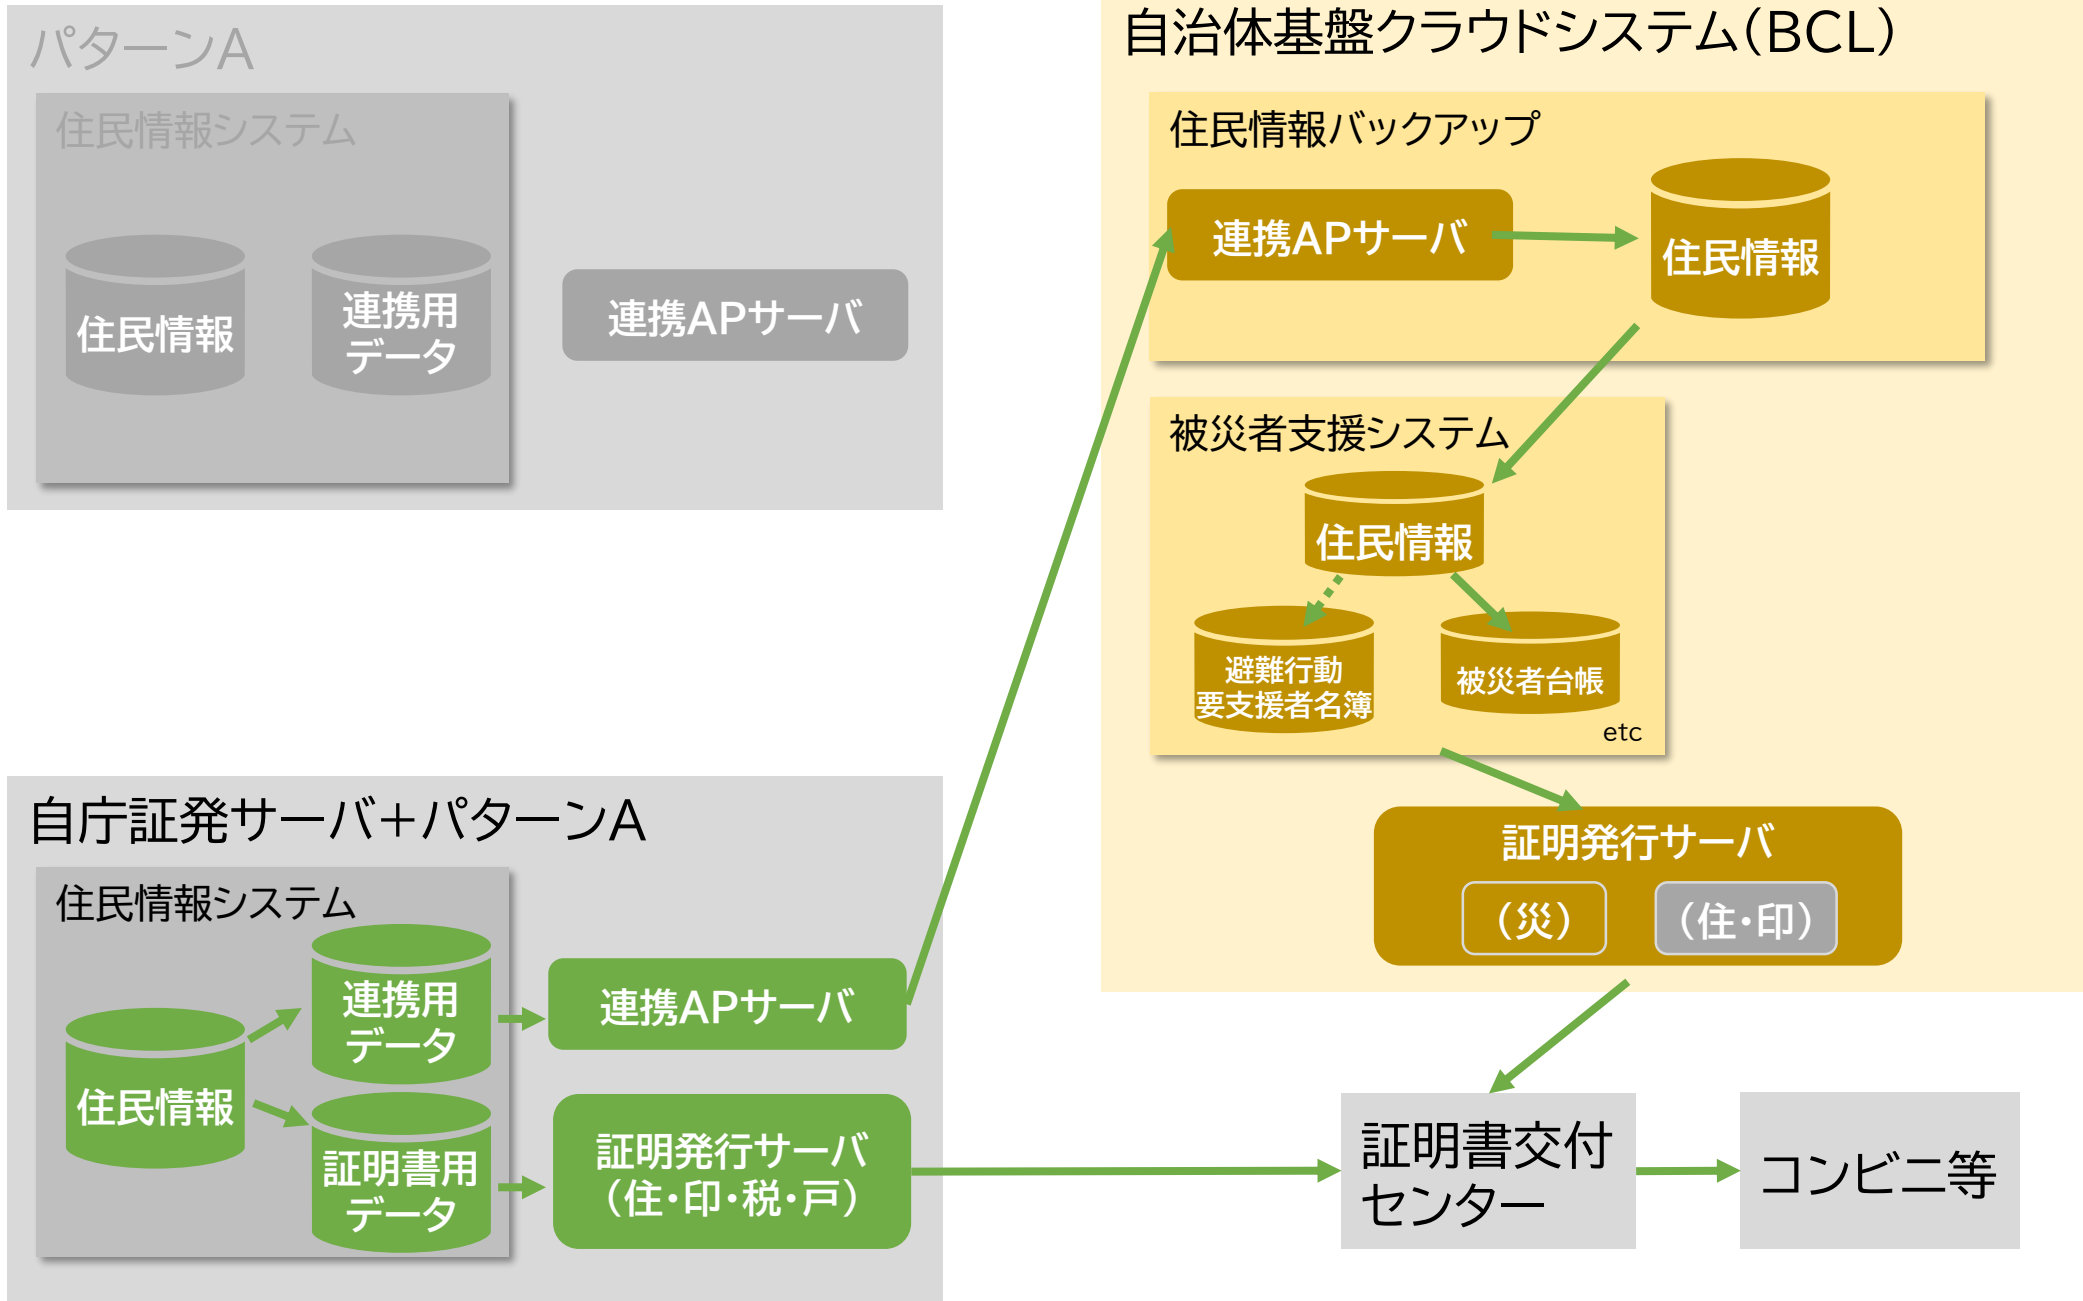 パターンA
住民情報システム
住民情報
連携用
データ
連携APサーバ
自庁証発サーバ+パターンA
住民情報システム
住民情報
連携用
データ
証明書用
データ
連携APサーバ
証明発行サーバ
（住・印・税・戸）
自治体基盤クラウドシステム（BCL）
住民情報バックアップ
連携APサーバ
住民情報
被災者支援システム
住民情報
避難行動
要支援者名簿
被災者台帳
etc
証明発行サーバ
（災）
（住・印）
証明書交付
センター
コンビニ等